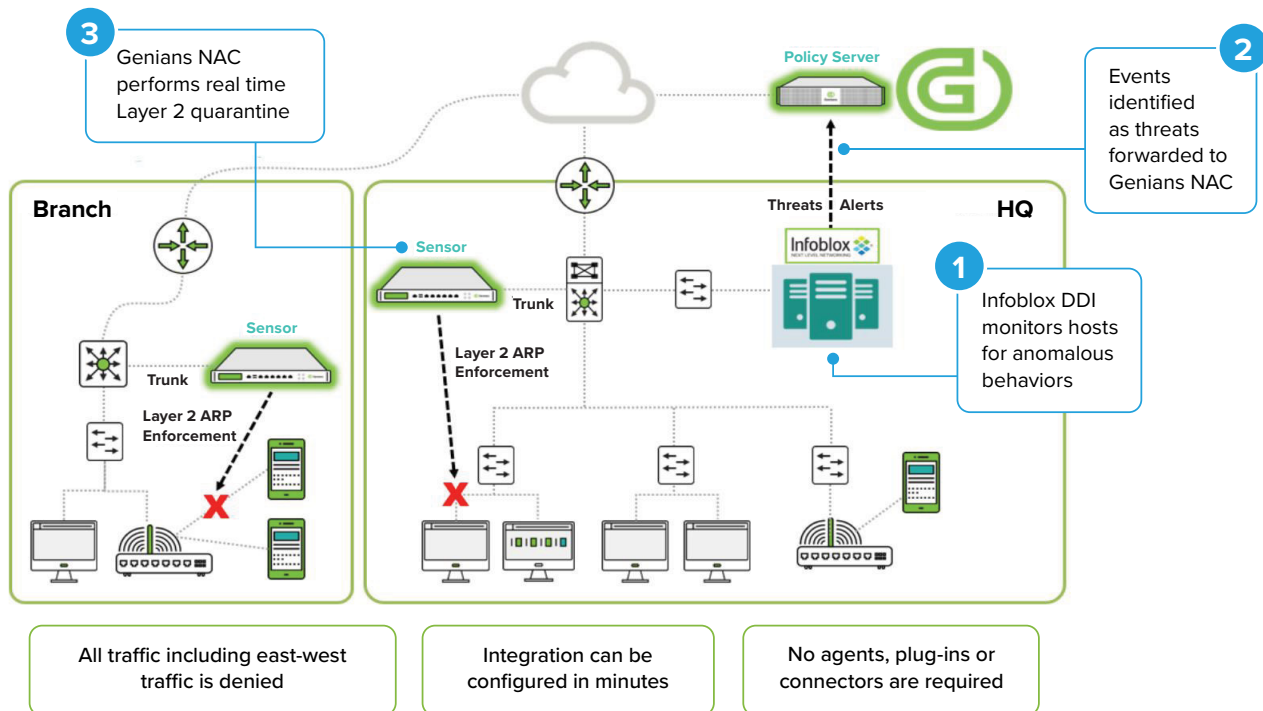 3
Genians NAC
performs real time
Layer 2 quarantine
Policy Server
G
2
Events
identified
as threats
forwarded to
Genians NAC
Branch
HQ
Threats
Alerts
Infoblox
NEXT LEVEL NETWORKING
1
Infoblox DDI
monitors hosts
for anomalous
behaviors
Sensor
Trunk
Layer 2 ARP
Enforcement
X
Sensor
Trunk
Layer 2 ARP
Enforcement
X
All traffic including east-west
traffic is denied
Integration can be
configured in minutes
No agents, plug-ins or
connectors are required